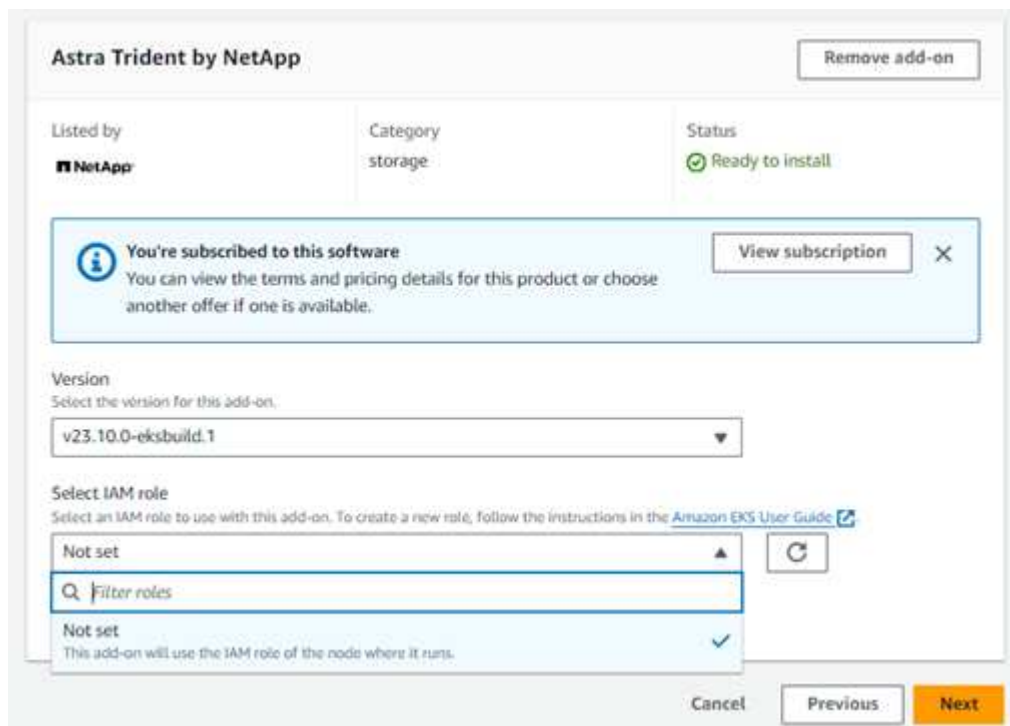 Astra Trident by NetApp
Remove add-on
Listed by
Category
Status
NetApp
storage
Ready to install
You're subscribed to this software
View subscription
You can view the terms and pricing details for this product or choose
another offer if one is available.
Version
Select the version for this add-on.
v23.10.0-eksbuild.1
Select IAM role
Select an IAM role to use with this add-on. To create a new role, follow the instructions in the Amazon EKS User Guide.
Not set
Filter roles
Not set
This add-on will use the IAM role of the node where it runs.
Cancel
Previous
Next